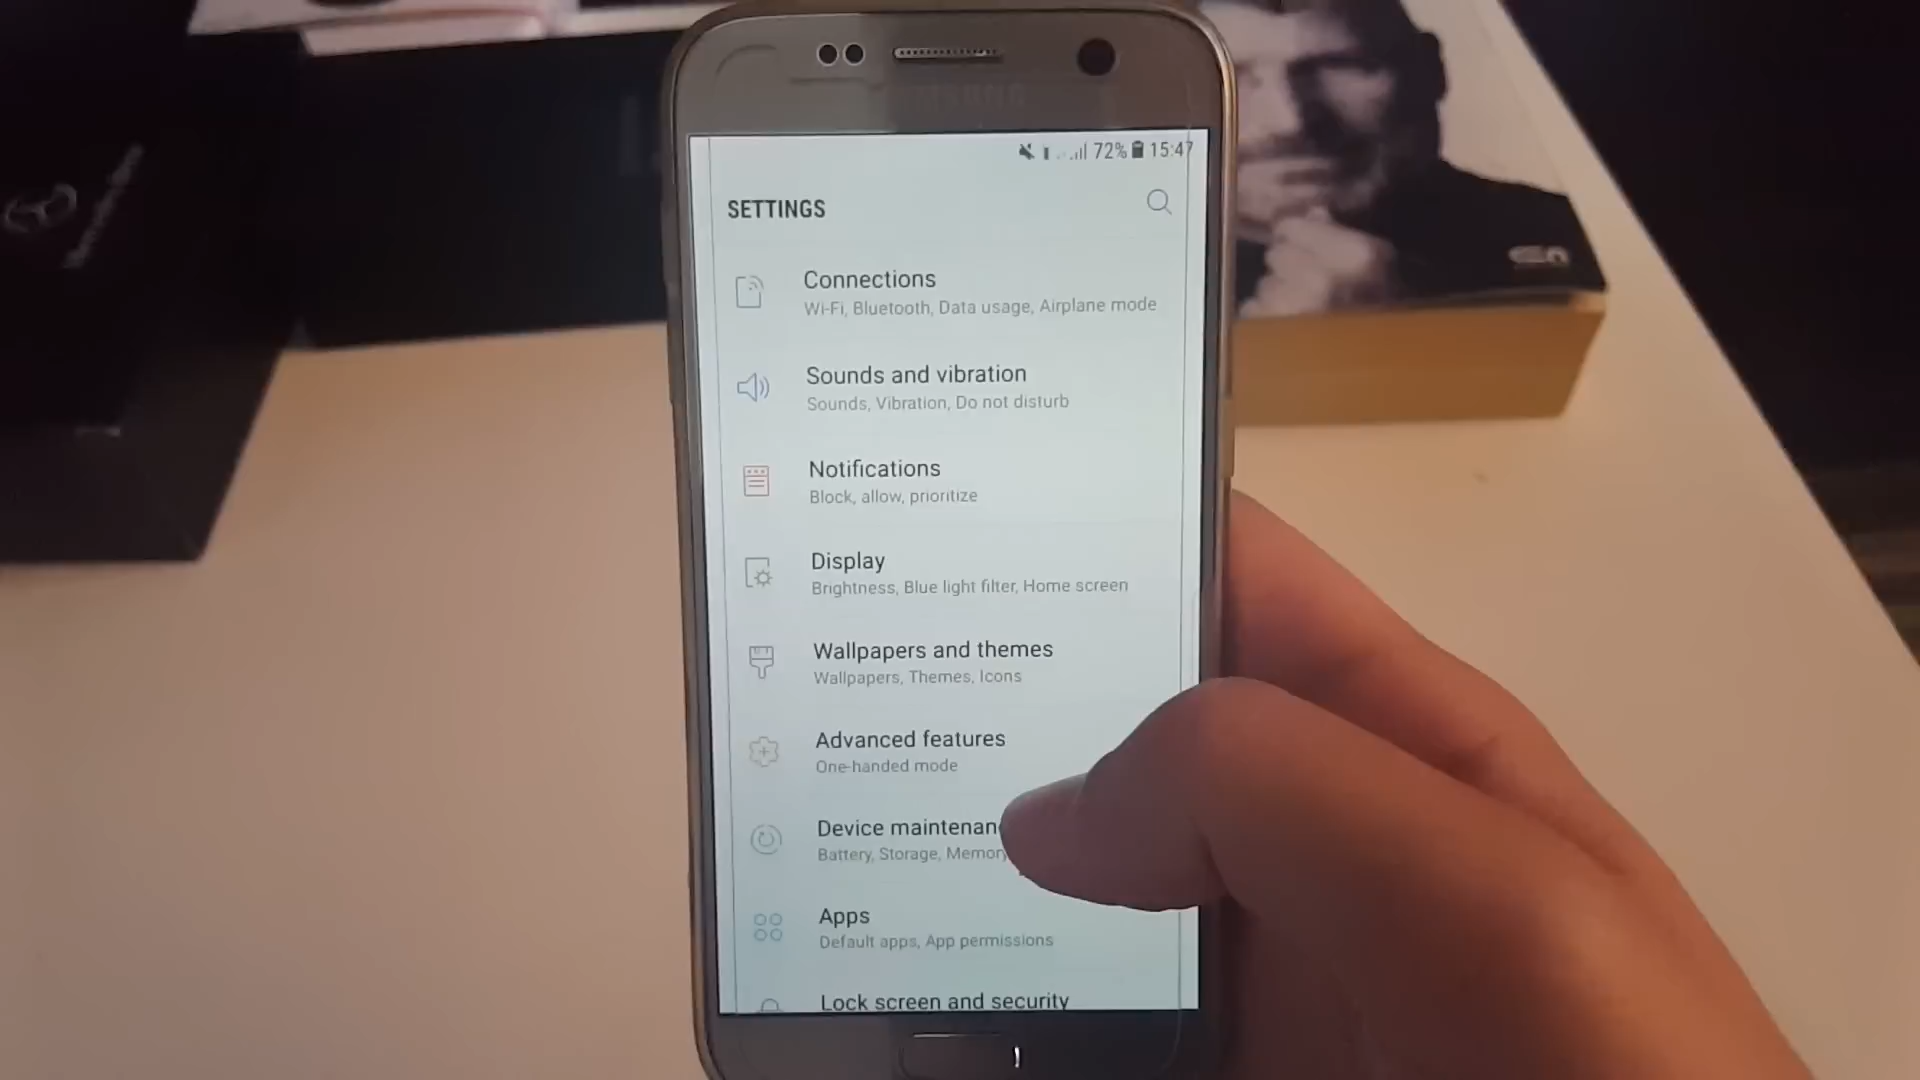 SAMSUNG
72% 15:47
SETTINGS
Connections
Wi-Fi, Bluetooth, Data usage, Airplane mode
Sounds and vibration
Sounds, Vibration, Do not disturb
Notifications
Block, allow, prioritize
Display
Brightness, Blue light filter, Home screen
Wallpapers and themes
Wallpapers, Themes, Icons
Advanced features
One-handed mode
Device maintenan
Battery, Storage, Memory
Apps
Default apps, App permissions
Lock screen and security